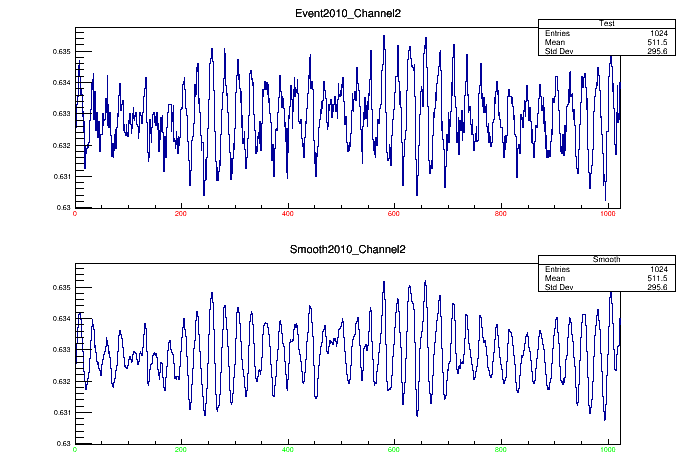 Event2010_Channel2
Test
Entries 1024
Mean 511.5
Std Dev 295.6
0.635
0.634
0.633
0.632
0.631
0.63
0 200 400 600 800 1000
Smooth2010_Channel2
Smooth
Entries 1024
Mean 511.5
Std Dev 295.6
0.635
0.634
0.633
0.632
0.631
0.63
0 200 400 600 800 1000